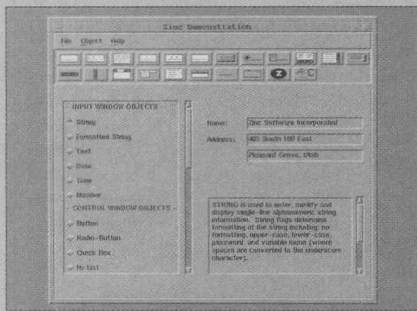 Zinc Demonstration
File Object Help
MENU
Z
INPUT WINDOW OBJECTS
String
Formatted String
Text
Date
Time
Number
CONTROL WINDOW OBJECTS
Button
Radio-Button
Check Box
Hz List
Name: Zinc Software Incorporated
Address: 405 South 100 East
Pleasant Grove, Utah
STRING is used to enter, modify and
display single-line alphanumeric string
information. String flags determine
formatting of the string including: no
formatting, upper-case, lower-case,
password, and variable name (where
spaces are converted to the underscore
character).